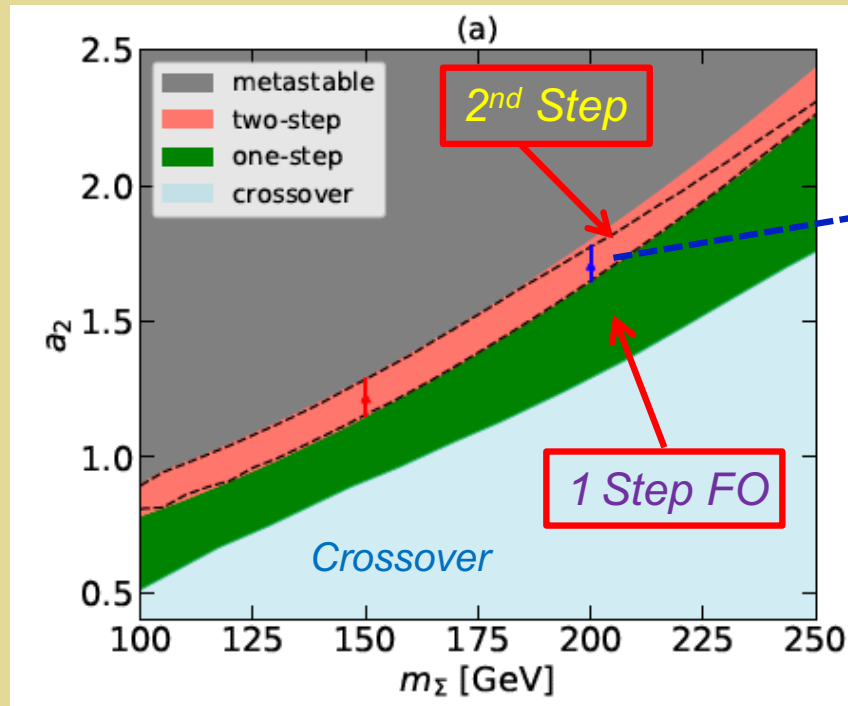 (a)
2.5
metastable
two-step
one-step
crossover
2nd Step
2.0
1.5
a2
1.0
1 Step FO
Crossover
0.5
100 125 150 175 200 225 250
mΣ [GeV]